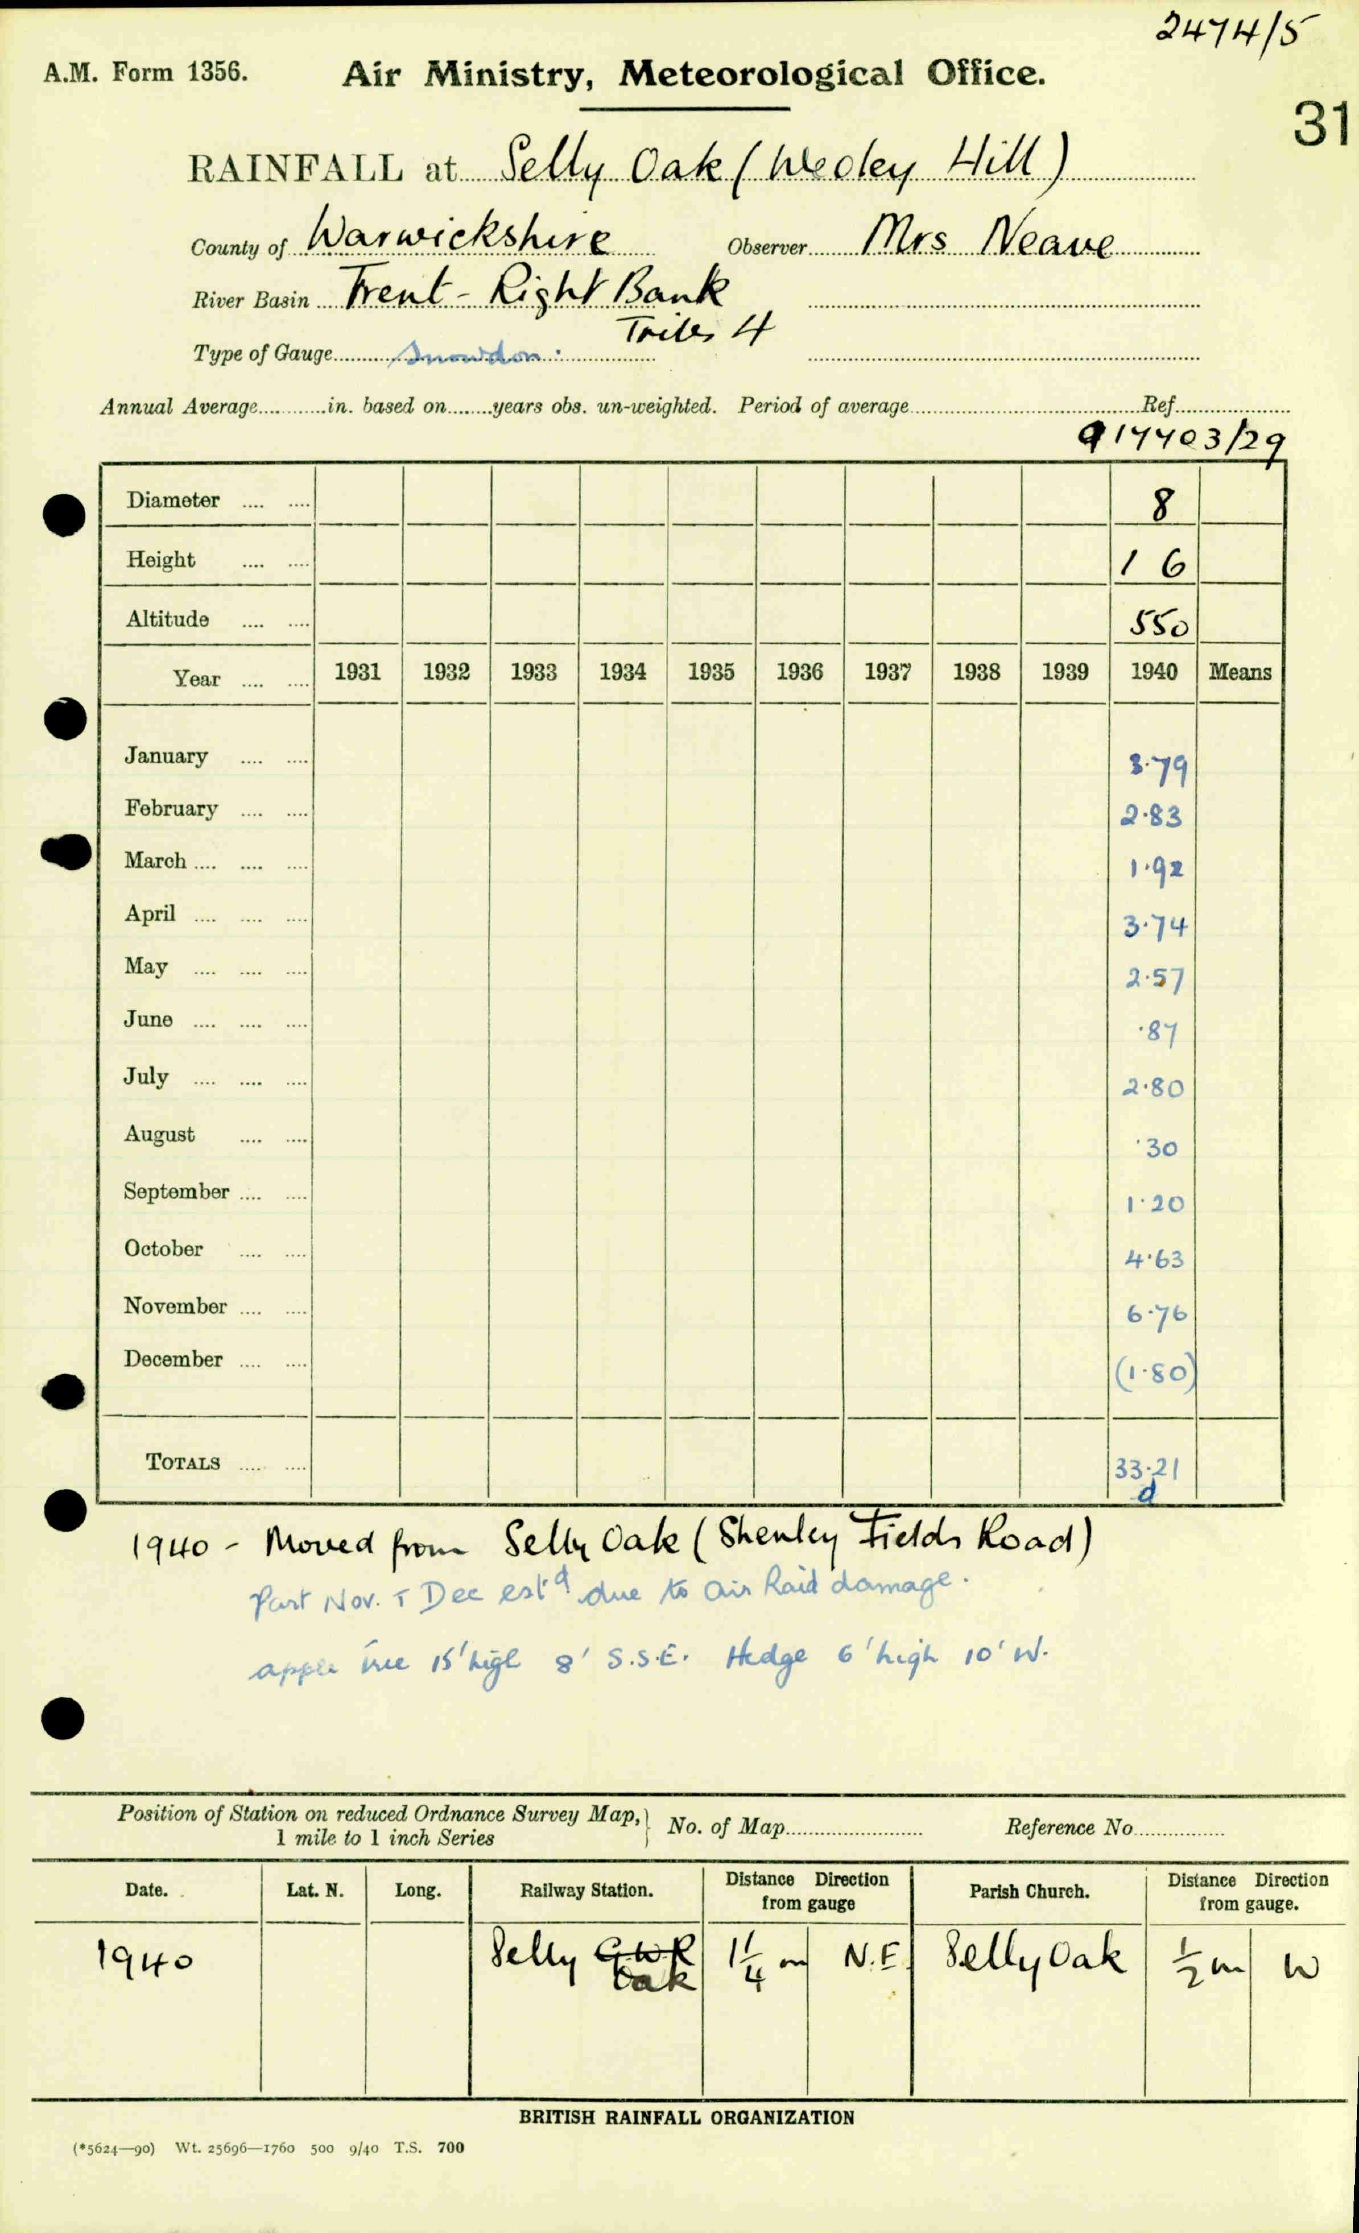 2474/5
A.M. Form 1356. Air Ministry, Meteorological Office.
31
RAINFALL at Selly Oak (Weoley Hill)
County of Warwickshire Observer Mrs Neave
River Basin Trent - Right Bank
Tribs 4
Type of Gauge Snowdon.
Annual Average in. based on years obs. un-weighted. Period of average Ref
/29
Diameter 8
Height 1 6
Altitude 550
Year 1931 1932 1933 1934 1935 1936 1937 1938 1939 1940 Means
January 3.79
February 2.83
March 1.92
April 3.74
May 2.57
June .87
July 2.80
August .30
September 1.20
October 4.63
November 6.76
December (1.80)
TOTALS 33.21
d
1940 - Moved from Selly Oak (Shenley Fields Road)
Part Nov. & Dec est'd due to Air Raid damage.
apple tree 15' high 8' S.S.E. Hedge 6' high 10' W.
Position of Station on reduced Ordnance Survey Map, 1 mile to 1 inch Series } No. of Map Reference No
Date. Lat. N. Long. Railway Station. Distance Direction from gauge Parish Church. Distance Direction from gauge.
1940 Selly G.W.R Oak 1 1/4 m N.E. Selly Oak 1/2 m W
BRITISH RAINFALL ORGANIZATION
(*5624—90) Wt. 25696—1760 500 9/40 T.S. 700